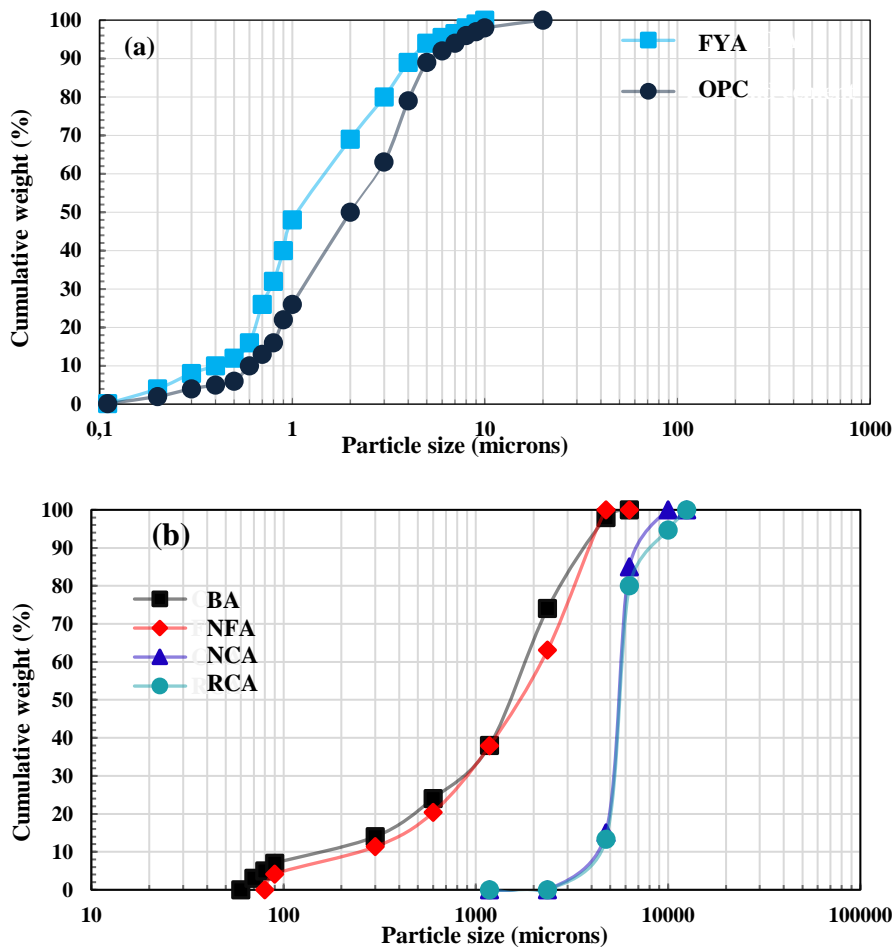 (a)
FYA
OPC
Cumulative weight (%)
100
90
80
70
60
50
40
30
20
10
0
0,1 1 10 100 1000
Particle size (microns)
(b)
BA
NFA
NCA
RCA
Cumulative weight (%)
100
90
80
70
60
50
40
30
20
10
0
10 100 1000 10000 100000
Particle size (microns)